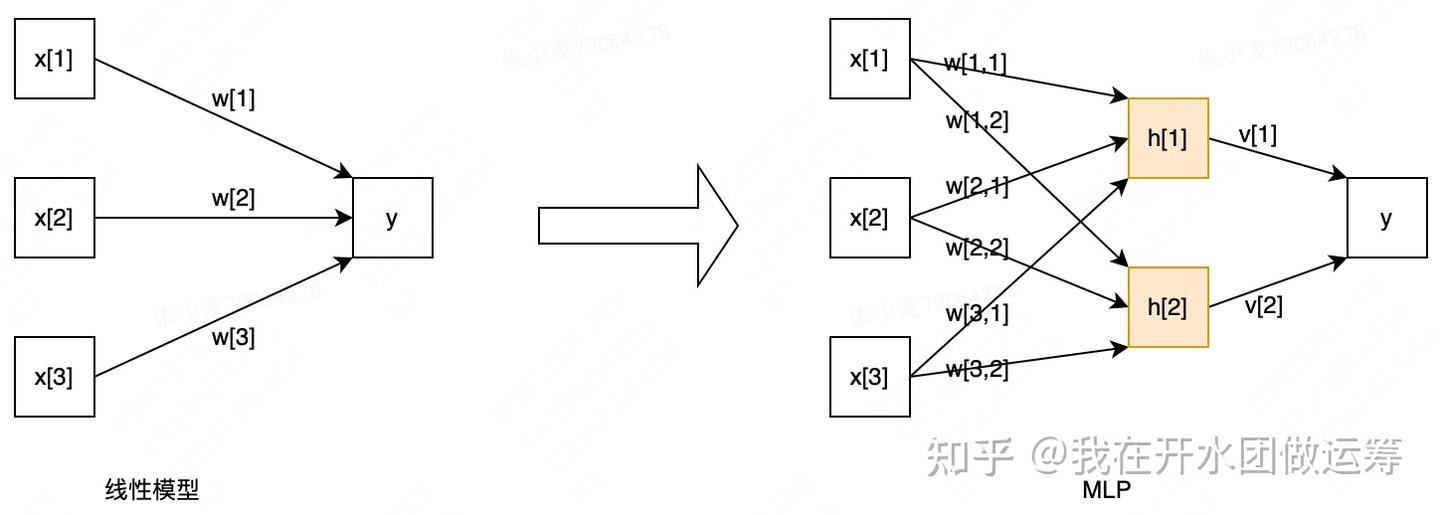 x[1]
w[1]
x[2]
w[2]
y
x[3]
w[3]
线性模型
x[1]
w[1,1]
w[1,2]
h[1]
v[1]
x[2]
w[2,1]
w[2,2]
y
h[2]
v[2]
x[3]
w[3,1]
w[3,2]
MLP
知乎 @我在开水团做运筹
朱小龙73064278
朱小龙73064278
朱小龙73064278
朱小龙73064278